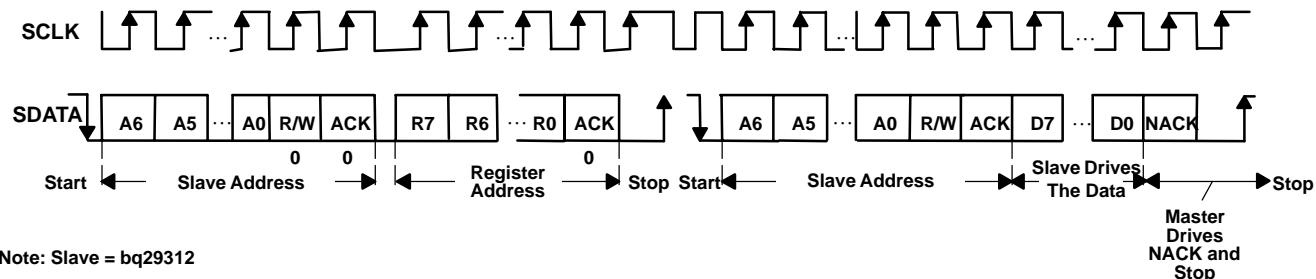 SCLK ... ... ... ...
SDATA A6 A5 ... A0 R/W ACK R7 R6 ... R0 ACK A6 A5 ... A0 R/W ACK D7 ... D0 NACK
0 0 0
Start Slave Address Register Address Stop Start Slave Address Slave Drives The Data Stop
Master
Drives
NACK and
Stop
Note: Slave = bq29312